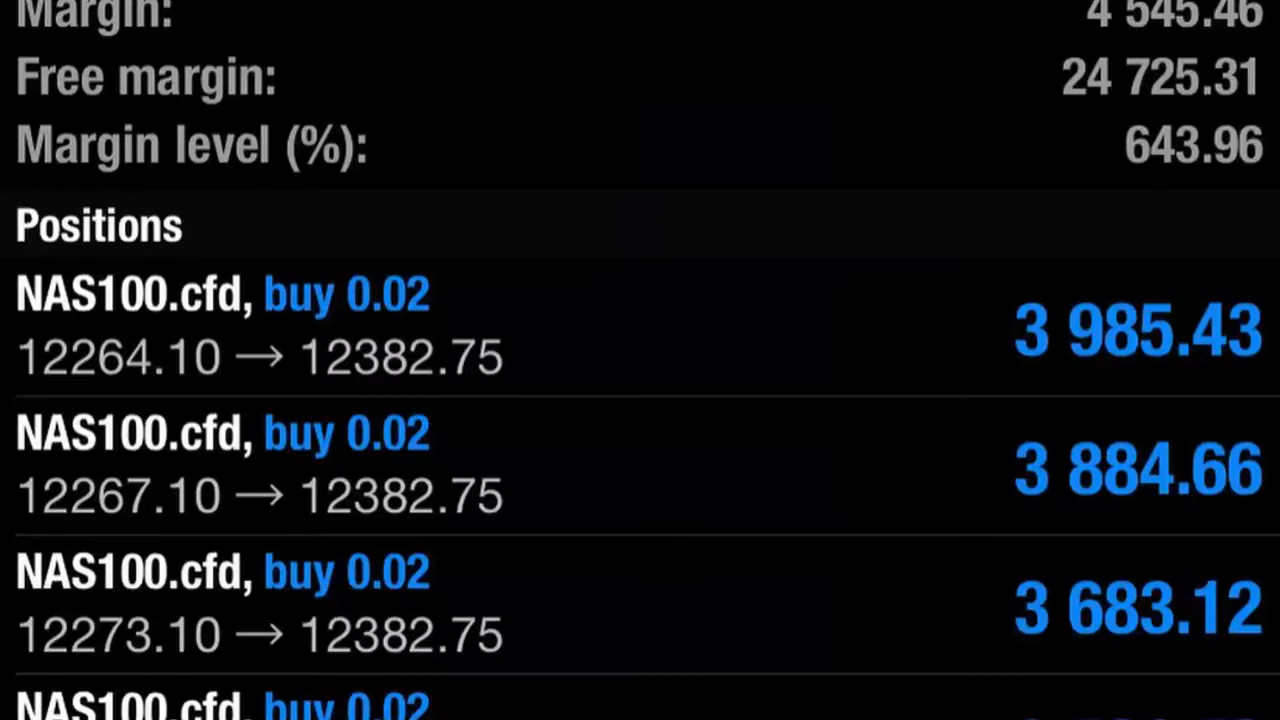 Margin: 4 545.46
Free margin: 24 725.31
Margin level (%): 643.96
Positions
NAS100.cfd, buy 0.02
12264.10 → 12382.75 3 985.43
NAS100.cfd, buy 0.02
12267.10 → 12382.75 3 884.66
NAS100.cfd, buy 0.02
12273.10 → 12382.75 3 683.12
NAS100.cfd, buy 0.02